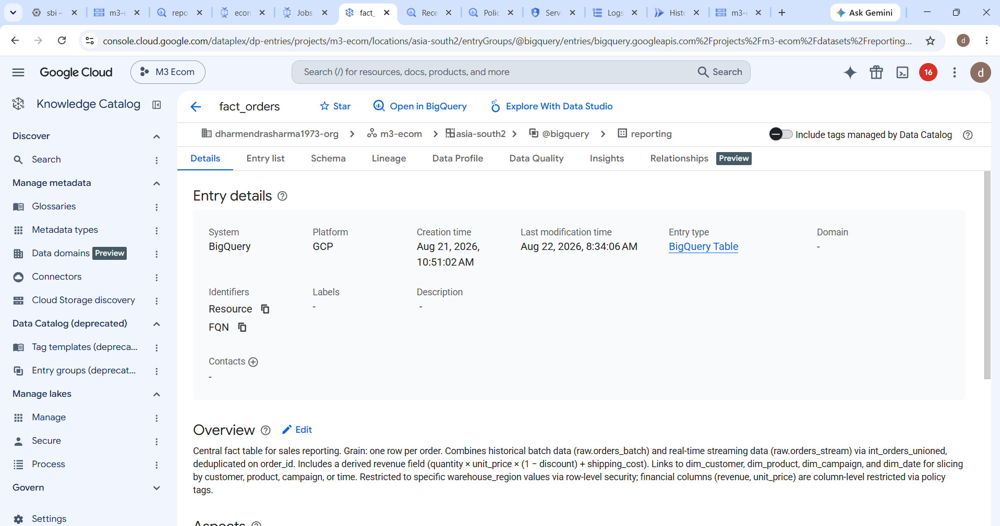 sbi –
m3-e
repo
econ
Jobs
fact_
Rece
Polic
Servi
Logs
Histo
m3-e
Ask Gemini
console.cloud.google.com/dataplex/dp-entries/projects/m3-ecom/locations/asia-south2/entryGroups/@bigquery/entries/bigquery.googleapis.com%2Fprojects%2Fm3-ecom%2Fdatasets%2Freporting...
d
Google Cloud
M3 Ecom
Search (/) for resources, docs, products, and more
Search
16
d
Knowledge Catalog
Discover
Search
Manage metadata
Glossaries
Metadata types
Data domains Preview
Connectors
Cloud Storage discovery
Data Catalog (deprecated)
Tag templates (depreca...
Entry groups (deprecat...
Manage lakes
Manage
Secure
Process
Govern
Settings
fact_orders
Star
Open in BigQuery
Explore With Data Studio
dharmendrasharma1973-org > m3-ecom > asia-south2 > @bigquery > reporting
Include tags managed by Data Catalog
Details
Entry list
Schema
Lineage
Data Profile
Data Quality
Insights
Relationships Preview
Entry details
System
BigQuery
Platform
GCP
Creation time
Aug 21, 2026,
10:51:02 AM
Last modification time
Aug 22, 2026, 8:34:06 AM
Entry type
BigQuery Table
Domain
-
Identifiers
Resource
FQN
Labels
-
Description
-
Contacts
-
Overview
Edit
Central fact table for sales reporting. Grain: one row per order. Combines historical batch data (raw.orders_batch) and real-time streaming data (raw.orders_stream) via int_orders_unioned,
deduplicated on order_id. Includes a derived revenue field (quantity × unit_price × (1 − discount) + shipping_cost). Links to dim_customer, dim_product, dim_campaign, and dim_date for slicing
by customer, product, campaign, or time. Restricted to specific warehouse_region values via row-level security; financial columns (revenue, unit_price) are column-level restricted via policy
tags.
Aspects